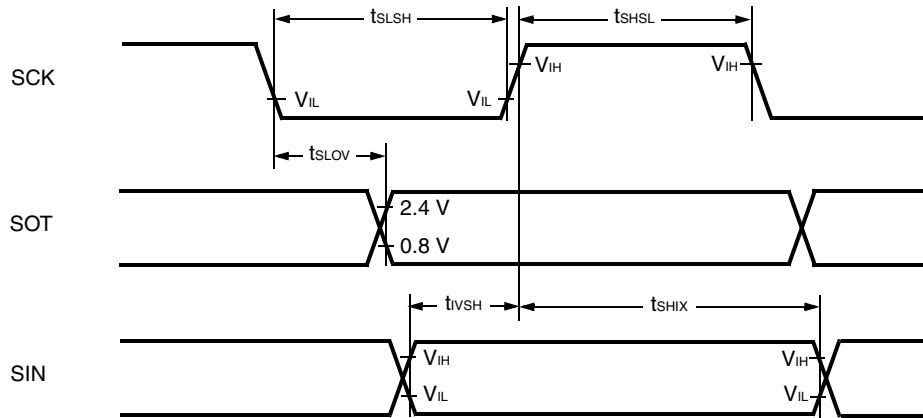 tSLSH
tSHSL
SCK
VIH
VIH
VIL
VIL
tSLOV
SOT
2.4 V
0.8 V
tIVSH
tSHIX
SIN
VIH
VIH
VIL
VIL